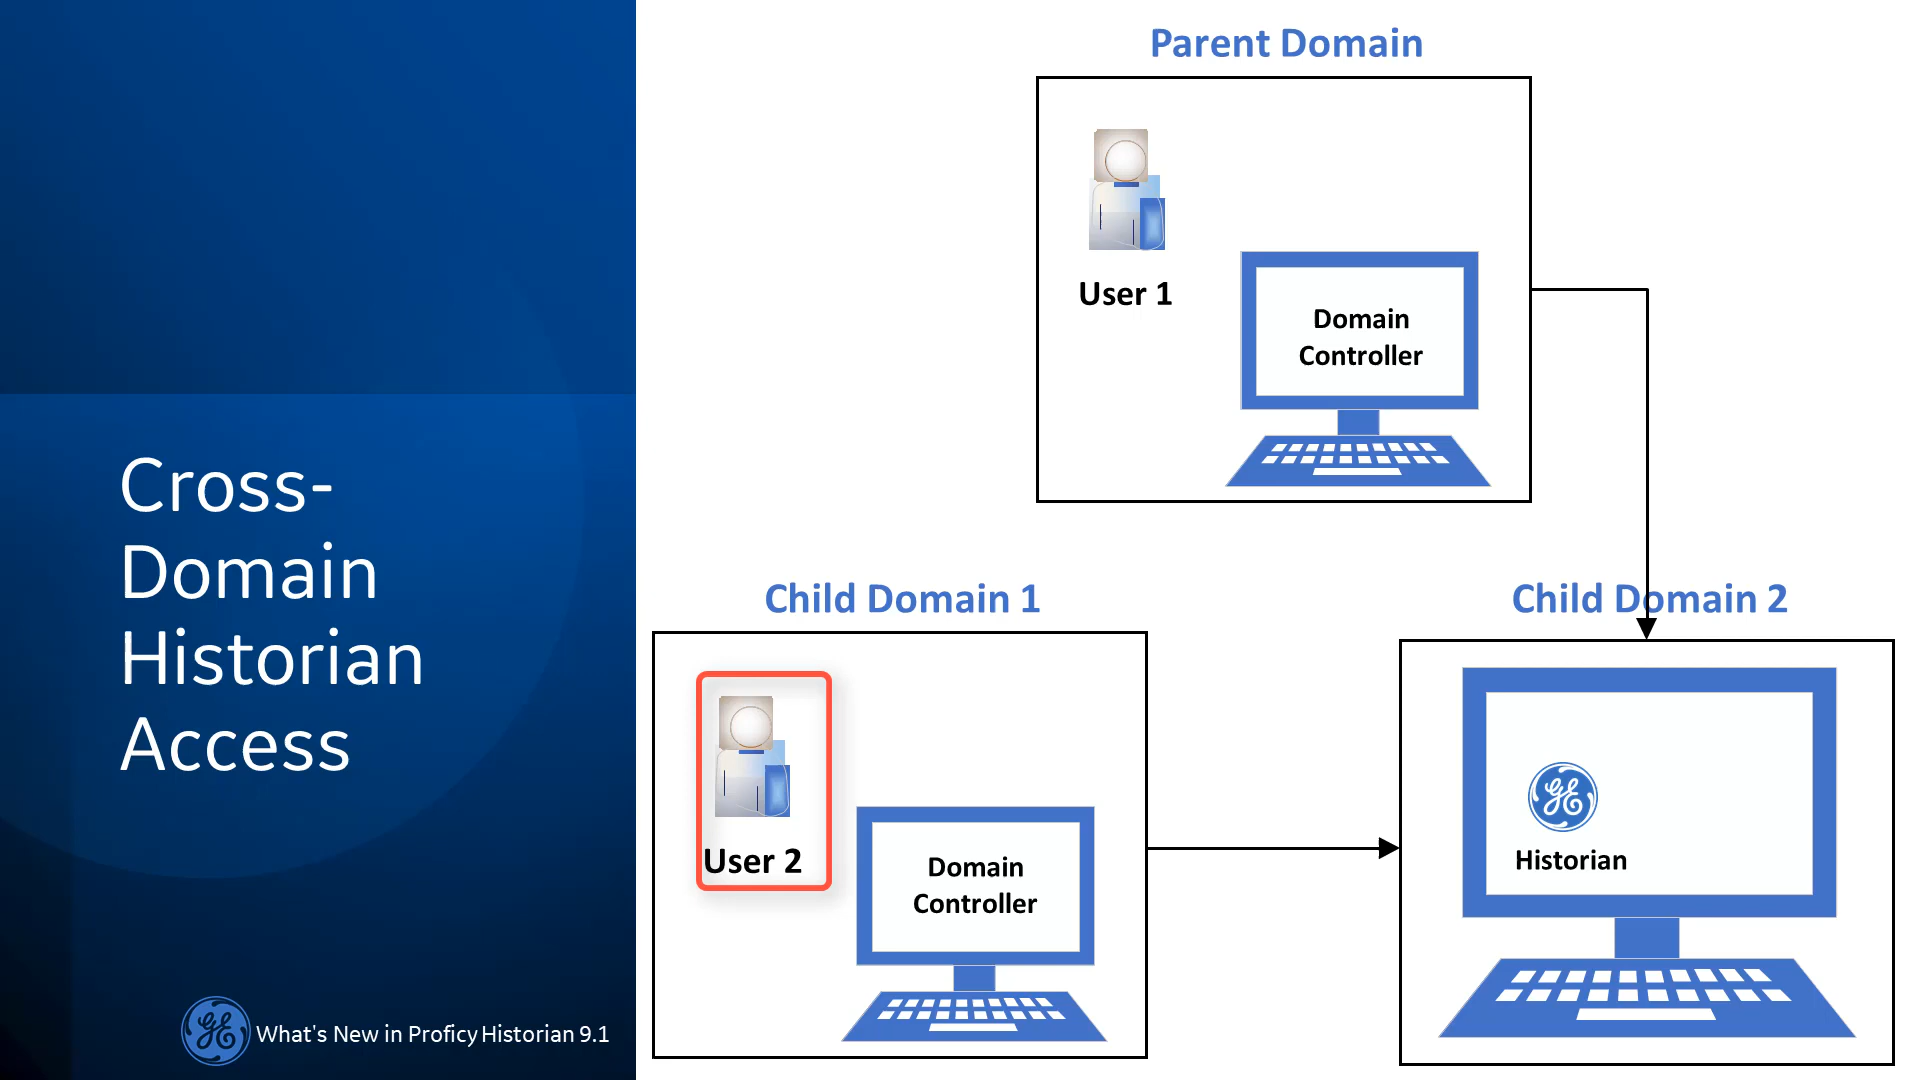 Cross-
Domain
Historian
Access
What's New in Proficy Historian 9.1
Parent Domain
User 1
Domain
Controller
Child Domain 1
User 2
Domain
Controller
Child Domain 2
GE
Historian